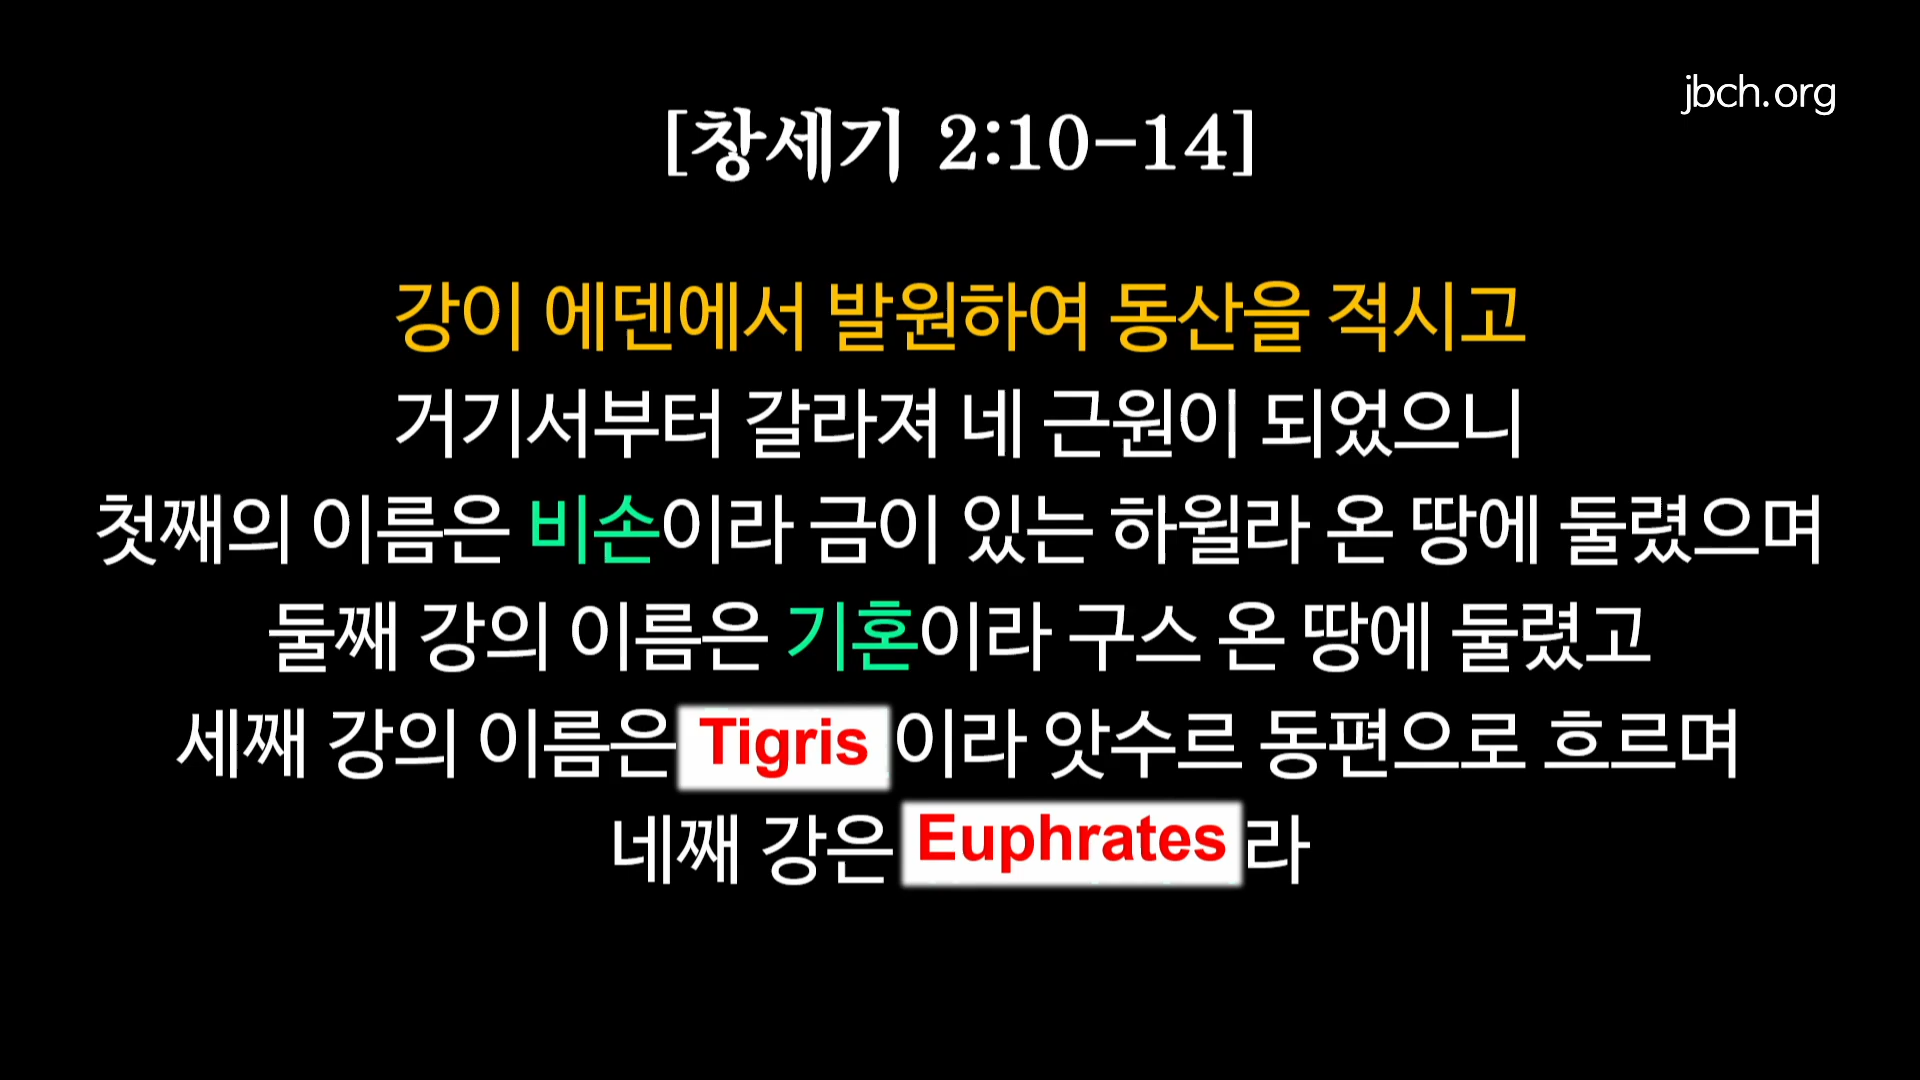 jbch.org
[창세기 2:10-14]
강이 에덴에서 발원하여 동산을 적시고
거기서부터 갈라져 네 근원이 되었으니
첫째의 이름은 비손이라 금이 있는 하윌라 온 땅에 둘렸으며
둘째 강의 이름은 기혼이라 구스 온 땅에 둘렸고
세째 강의 이름은 Tigris 이라 앗수르 동편으로 흐르며
네째 강은 Euphrates 라